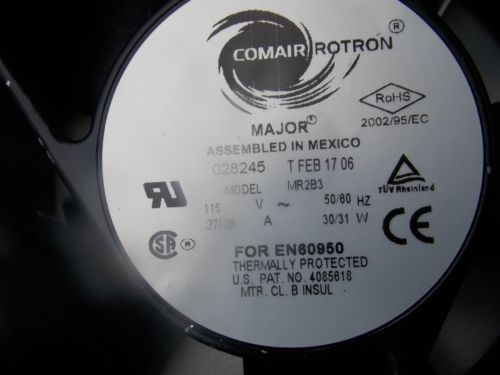 COMAIR ROTRON®
MAJOR®
ASSEMBLED IN MEXICO
RoHS
2002/95/EC
028245 T FEB 17 06
MODEL MR2B3
115 V ~ 50/60 HZ
.27/.26 A 30/31 W
TÜV Rheinland
FOR EN60950
THERMALLY PROTECTED
U.S. PAT. NO. 4085618
MTR. CL. B INSUL